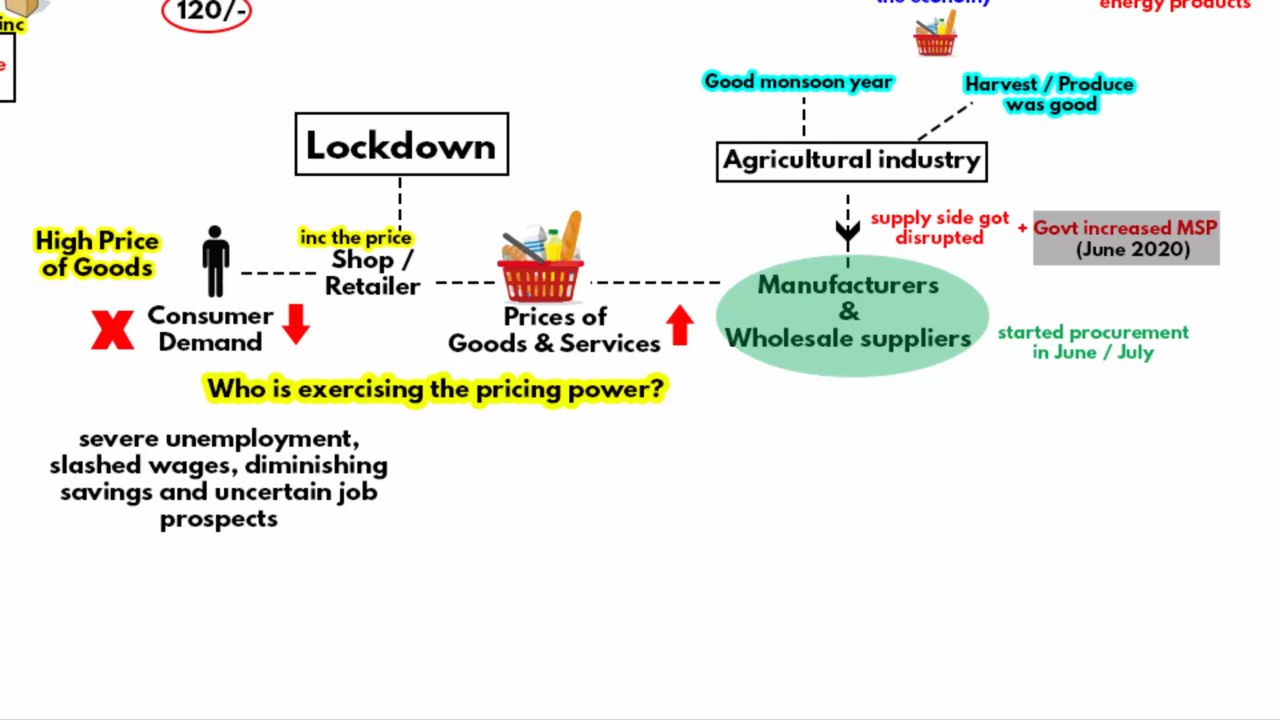 120/-
inc
e
the economy
energy products
Good monsoon year
Harvest / Produce
was good
Lockdown
Agricultural industry
High Price
of Goods
inc the price
Shop /
Retailer
supply side got
disrupted
+
Govt increased MSP
(June 2020)
Manufacturers
&
Wholesale suppliers
Consumer
Demand
Prices of
Goods & Services
started procurement
in June / July
Who is exercising the pricing power?
severe unemployment,
slashed wages, diminishing
savings and uncertain job
prospects